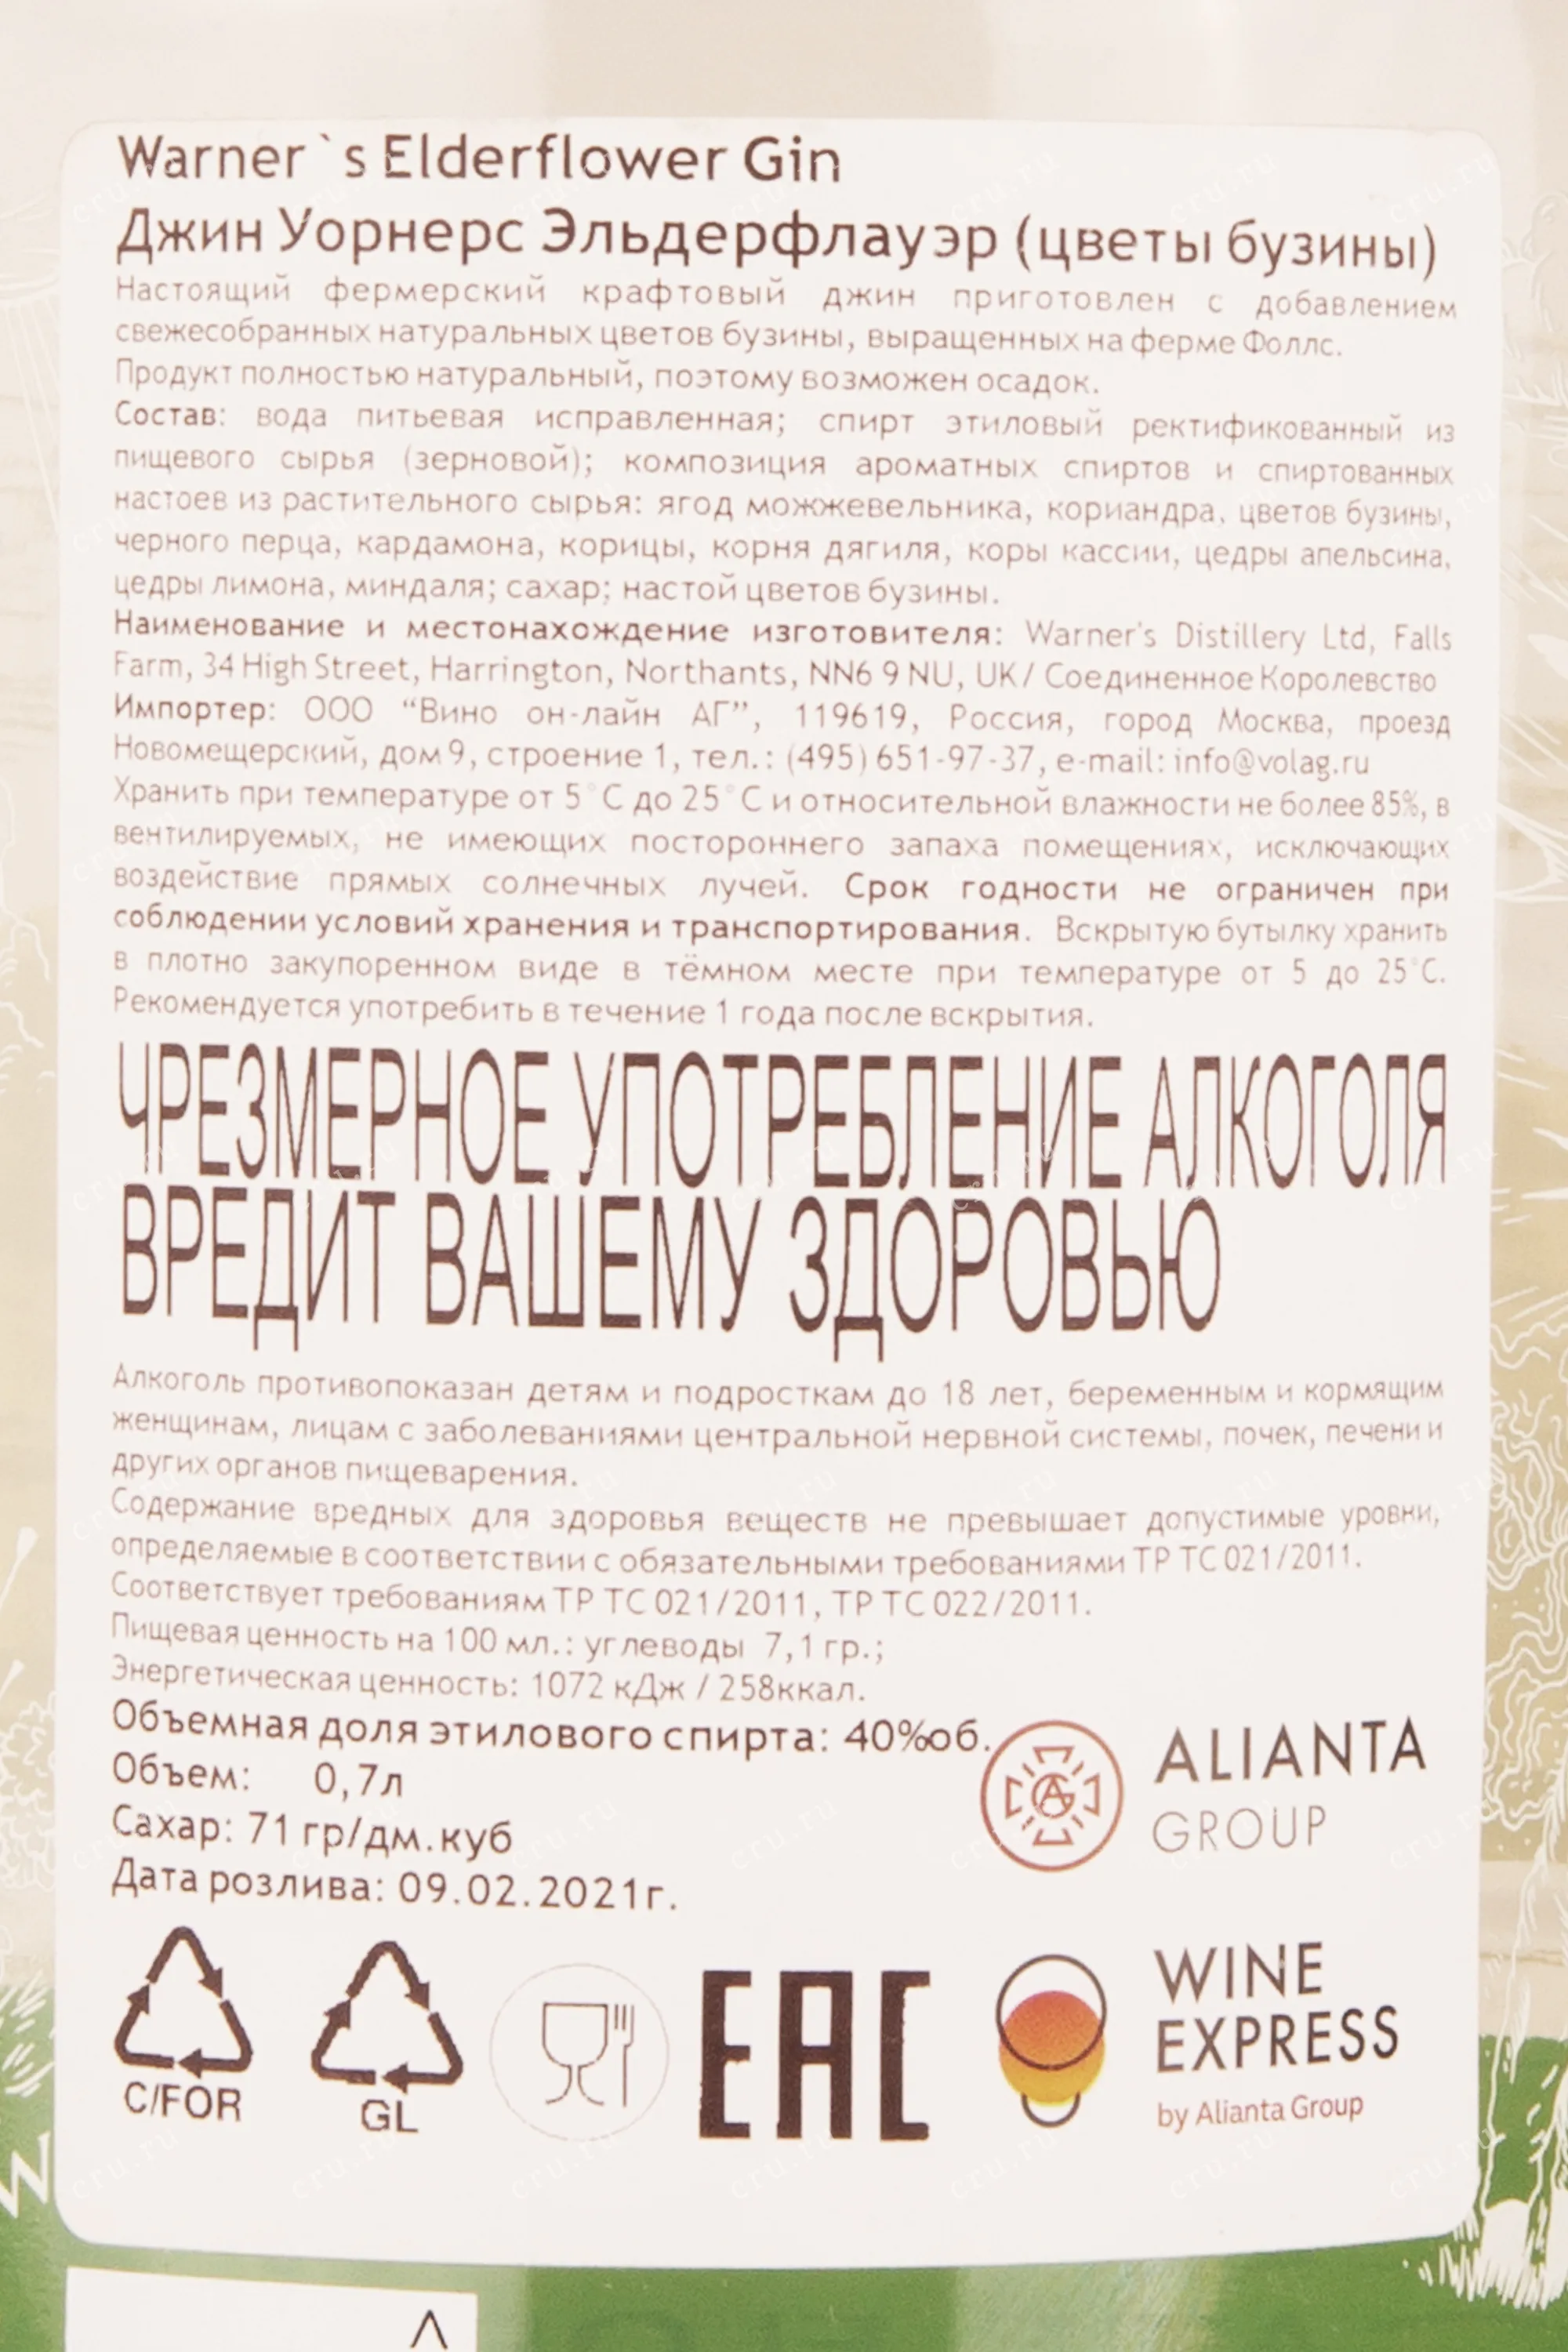 Warner`s Elderflower Gin
Джин Уорнерс Эльдерфлауэр (цветы бузины)
Настоящий фермерский крафтовый джин приготовлен с добавлением
свежесобранных натуральных цветов бузины, выращенных на ферме Фоллс.
Продукт полностью натуральный, поэтому возможен осадок.
Состав: вода питьевая исправленная; спирт этиловый ректификованный из
пищевого сырья (зерновой); композиция ароматных спиртов и спиртованных
настоев из растительного сырья: ягод можжевельника, кориандра, цветов бузины,
черного перца, кардамона, корицы, корня дягиля, коры кассии, цедры апельсина,
цедры лимона, миндаля; сахар; настой цветов бузины.
Наименование и местонахождение изготовителя: Warner's Distillery Ltd, Falls
Farm, 34 High Street, Harrington, Northants, NN6 9 NU, UK/ Соединенное Королевство
Импортер: ООО “Вино он-лайн АГ”, 119619, Россия, город Москва, проезд
Новомещерский, дом 9, строение 1, тел.: (495) 651-97-37, e-mail: info@volag.ru
Хранить при температуре от 5°С до 25°С и относительной влажности не более 85%, в
вентилируемых, не имеющих постороннего запаха помещениях, исключающих
воздействие прямых солнечных лучей. Срок годности не ограничен при
соблюдении условий хранения и транспортирования. Вскрытую бутылку хранить
в плотно закупоренном виде в тёмном месте при температуре от 5 до 25°С.
Рекомендуется употребить в течение 1 года после вскрытия.
ЧРЕЗМЕРНОЕ УПОТРЕБЛЕНИЕ АЛКОГОЛЯ
ВРЕДИТ ВАШЕМУ ЗДОРОВЬЮ
Алкоголь противопоказан детям и подросткам до 18 лет, беременным и кормящим
женщинам, лицам с заболеваниями центральной нервной системы, почек, печени и
других органов пищеварения.
Содержание вредных для здоровья веществ не превышает допустимые уровни,
определяемые в соответствии с обязательными требованиями ТР ТС 021/2011.
Соответствует требованиям ТР ТС 021/2011, ТР ТС 022/2011.
Пищевая ценность на 100 мл.: углеводы 7,1 гр.;
Энергетическая ценность: 1072 кДж / 258ккал.
Объемная доля этилового спирта: 40%об.
Объем: 0,7л
Сахар: 71 гр/дм.куб
Дата розлива: 09.02.2021г.
ALIANTA
GROUP
C/FOR
GL
EAC
WINE
EXPRESS
by Alianta Group